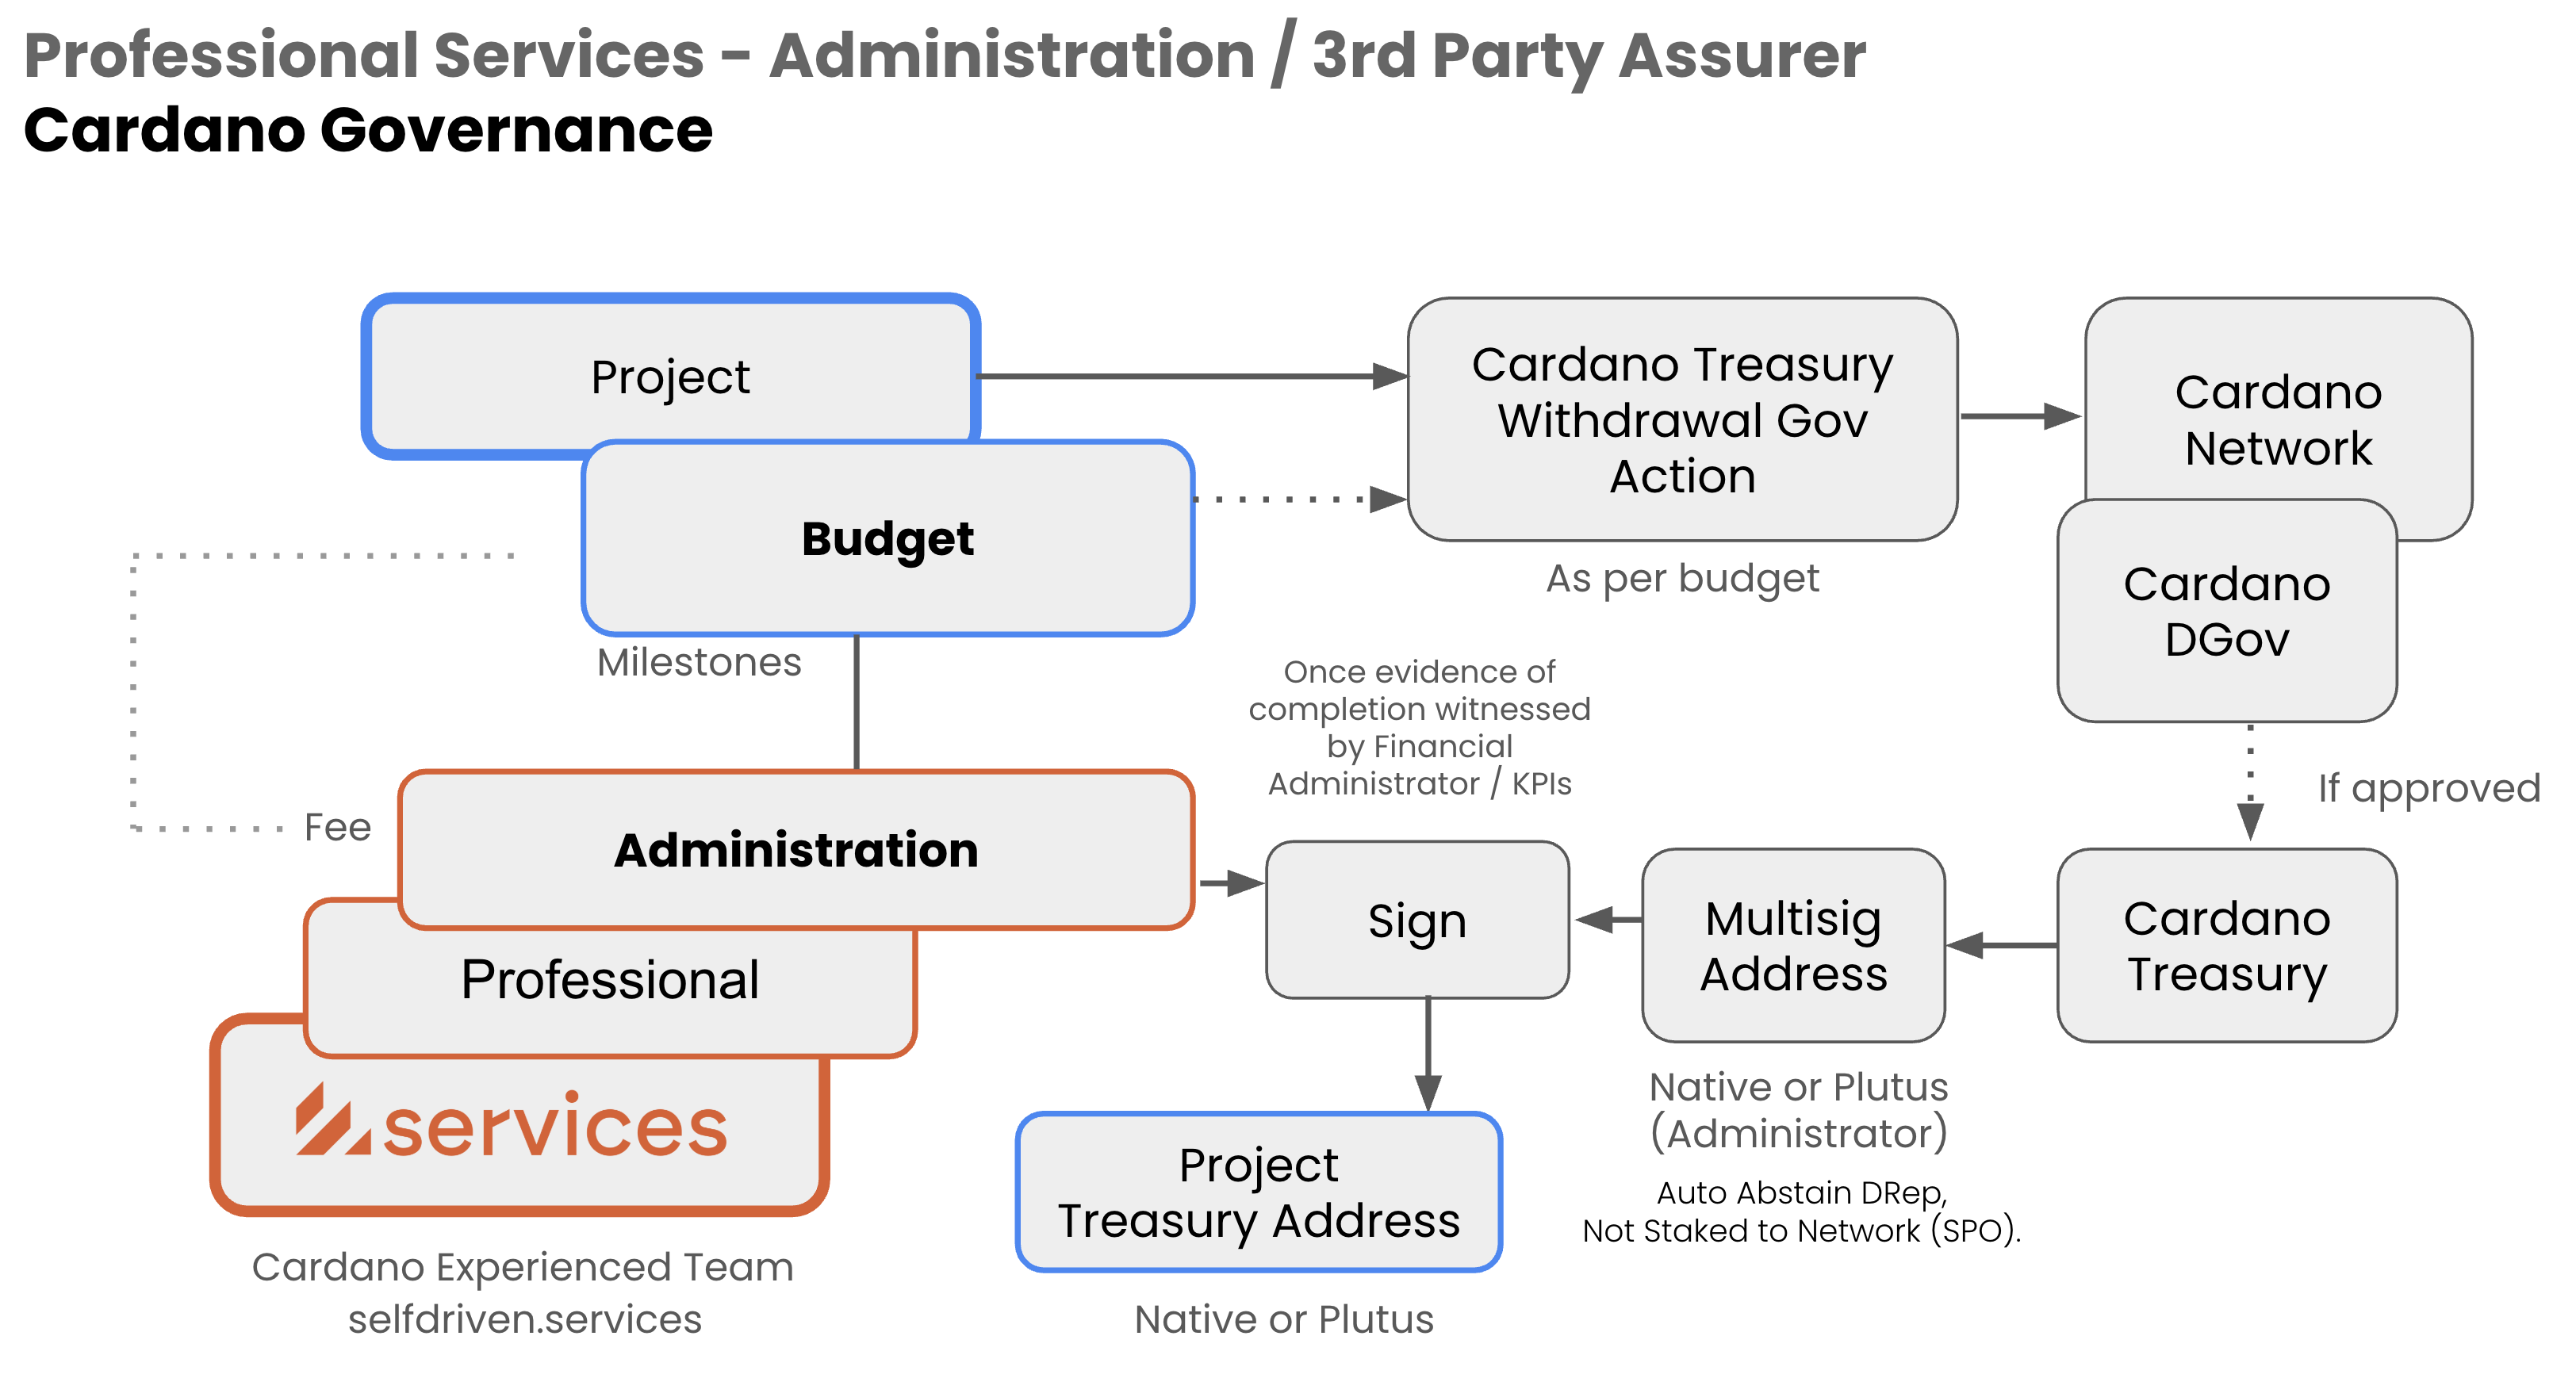 Professional Services - Administration / 3rd Party Assurer
Cardano Governance
Project
Budget
Milestones
Fee
Administration
Professional
services
Cardano Experienced Team
selfdriven.services
Cardano Treasury
Withdrawal Gov
Action
As per budget
Cardano
Network
Cardano
DGov
If approved
Cardano
Treasury
Multisig
Address
Native or Plutus
(Administrator)
Auto Abstain DRep,
Not Staked to Network (SPO).
Once evidence of
completion witnessed
by Financial
Administrator / KPIs
Sign
Project
Treasury Address
Native or Plutus